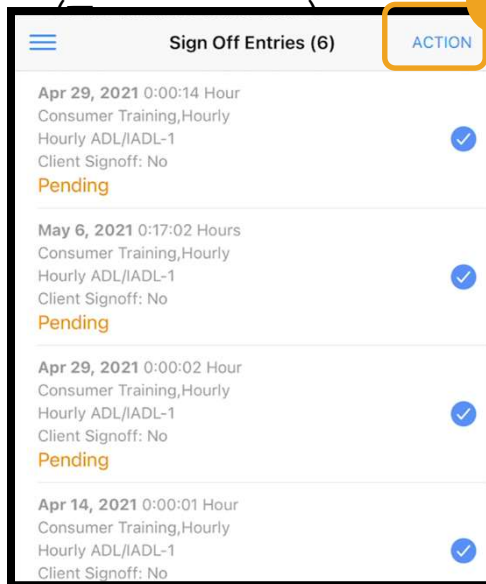 Sign Off Entries (6) ACTION
Apr 29, 2021 0:00:14 Hour
Consumer Training,Hourly
Hourly ADL/IADL-1
Client Signoff: No
Pending
May 6, 2021 0:17:02 Hours
Consumer Training,Hourly
Hourly ADL/IADL-1
Client Signoff: No
Pending
Apr 29, 2021 0:00:02 Hour
Consumer Training,Hourly
Hourly ADL/IADL-1
Client Signoff: No
Pending
Apr 14, 2021 0:00:01 Hour
Consumer Training,Hourly
Hourly ADL/IADL-1
Client Signoff: No